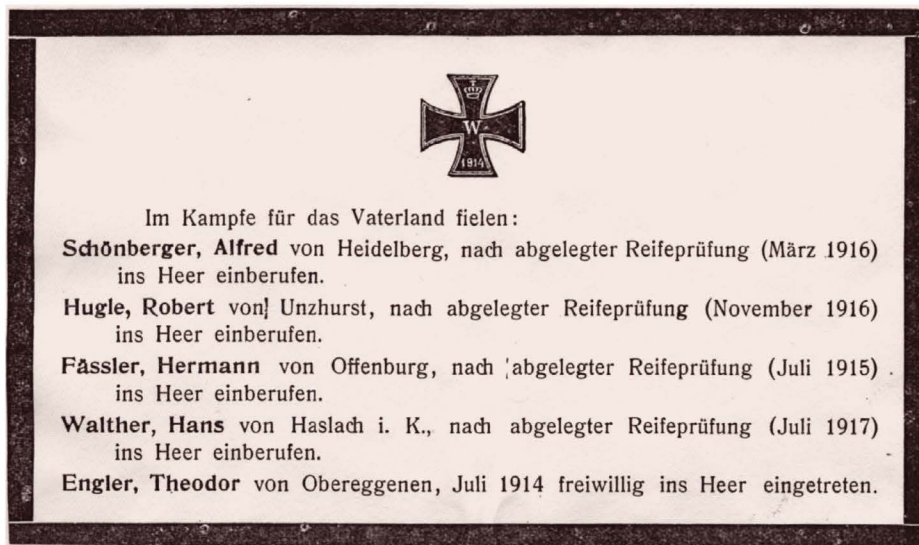 W
1914
Im Kampfe für das Vaterland fielen:
Schönberger, Alfred von Heidelberg, nach abgelegter Reifeprüfung (März 1916)
ins Heer einberufen.
Hugle, Robert von Unzhurst, nach abgelegter Reifeprüfung (November 1916)
ins Heer einberufen.
Fässler, Hermann von Offenburg, nach abgelegter Reifeprüfung (Juli 1915)
ins Heer einberufen.
Walther, Hans von Haslach i. K., nach abgelegter Reifeprüfung (Juli 1917)
ins Heer einberufen.
Engler, Theodor von Obereggenen, Juli 1914 freiwillig ins Heer eingetreten.